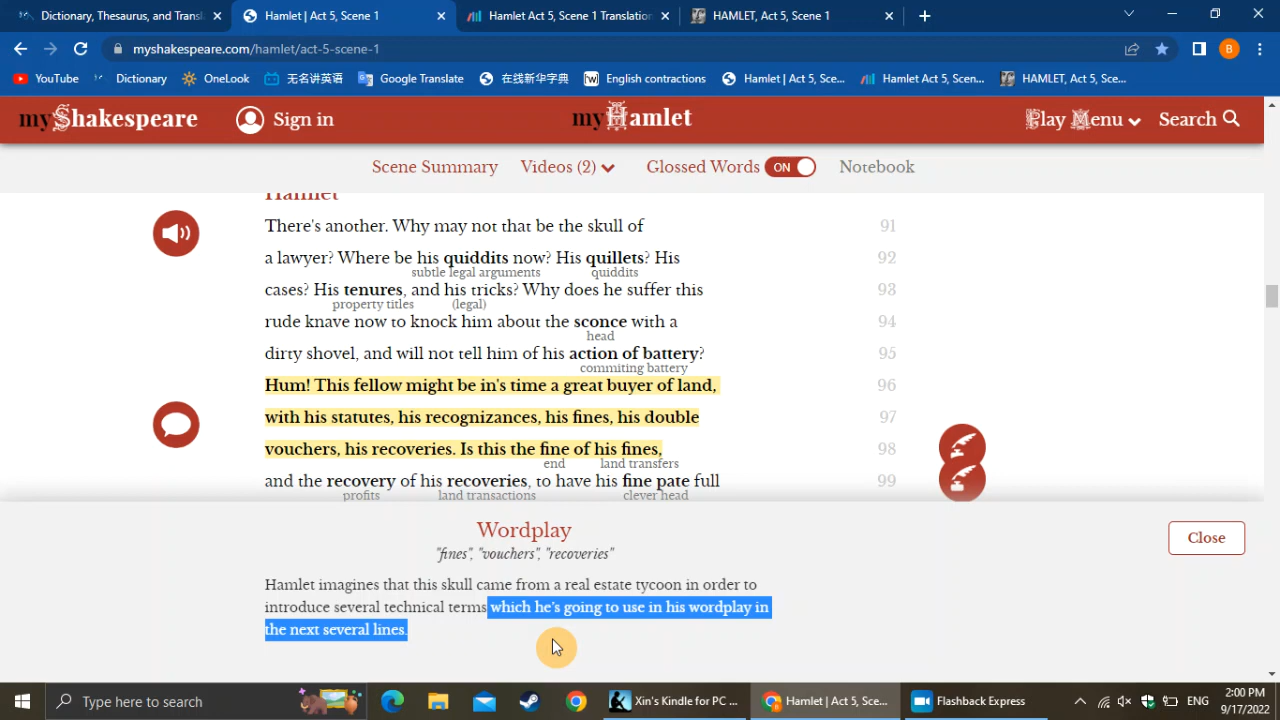 Dictionary, Thesaurus, and Trans
Hamlet | Act 5, Scene 1
Hamlet Act 5, Scene 1 Translation
HAMLET, Act 5, Scene 1
myshakespeare.com/hamlet/act-5-scene-1
B
YouTube
Dictionary
OneLook
无名讲英语
Google Translate
在线新华字典
English contractions
Hamlet | Act 5, Sce...
Hamlet Act 5, Scen...
HAMLET, Act 5, Sce...
myShakespeare
Sign in
myHamlet
Play Menu
Search
Scene Summary
Videos (2)
Glossed Words
ON
Notebook
Hamlet
There's another. Why may not that be the skull of 91
a lawyer? Where be his quiddits now? His quillets? His 92
subtle legal arguments quiddits
cases? His tenures, and his tricks? Why does he suffer this 93
property titles (legal)
rude knave now to knock him about the sconce with a 94
head
dirty shovel, and will not tell him of his action of battery? 95
commiting battery
Hum! This fellow might be in's time a great buyer of land, 96
with his statutes, his recognizances, his fines, his double 97
vouchers, his recoveries. Is this the fine of his fines, 98
end land transfers
and the recovery of his recoveries, to have his fine pate full 99
profits land transactions clever head
Wordplay
"fines", "vouchers", "recoveries"
Close
Hamlet imagines that this skull came from a real estate tycoon in order to
introduce several technical terms which he's going to use in his wordplay in
the next several lines.
Type here to search
Xin's Kindle for PC ...
Hamlet | Act 5, Sce...
Flashback Express
ENG
2:00 PM
9/17/2022